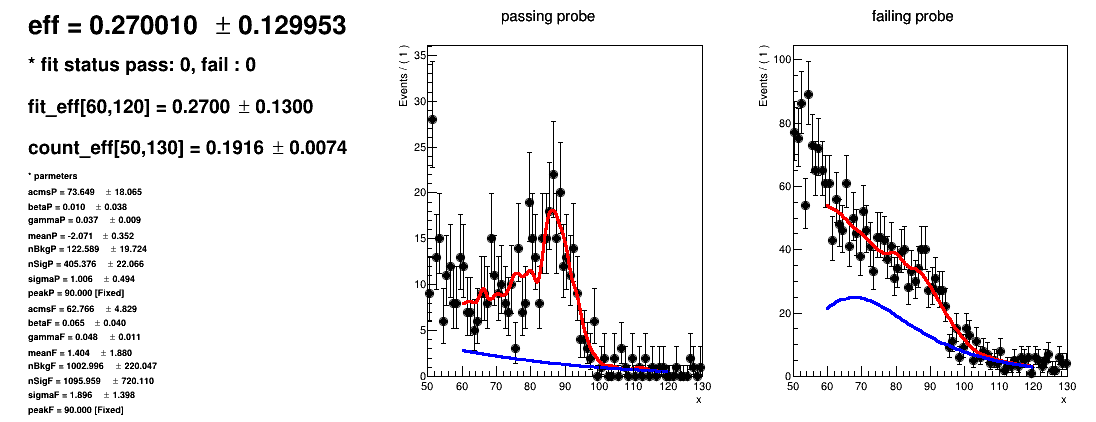 eff = 0.270010 ± 0.129953
* fit status pass: 0, fail : 0
fit_eff[60,120] = 0.2700 ± 0.1300
count_eff[50,130] = 0.1916 ± 0.0074
* parmeters
acmsP = 73.649 ± 18.065
betaP = 0.010 ± 0.038
gammaP = 0.037 ± 0.009
meanP = -2.071 ± 0.352
nBkgP = 122.589 ± 19.724
nSigP = 405.376 ± 22.066
sigmaP = 1.006 ± 0.494
peakP = 90.000 [Fixed]
acmsF = 62.766 ± 4.829
betaF = 0.065 ± 0.040
gammaF = 0.048 ± 0.011
meanF = 1.404 ± 1.880
nBkgF = 1002.996 ± 220.047
nSigF = 1095.959 ± 720.110
sigmaF = 1.896 ± 1.398
peakF = 90.000 [Fixed]
passing probe
Events / ( 1 )
35
30
25
20
15
10
5
0
50 60 70 80 90 100 110 120 130
x
failing probe
Events / ( 1 )
100
80
60
40
20
0
50 60 70 80 90 100 110 120 130
x